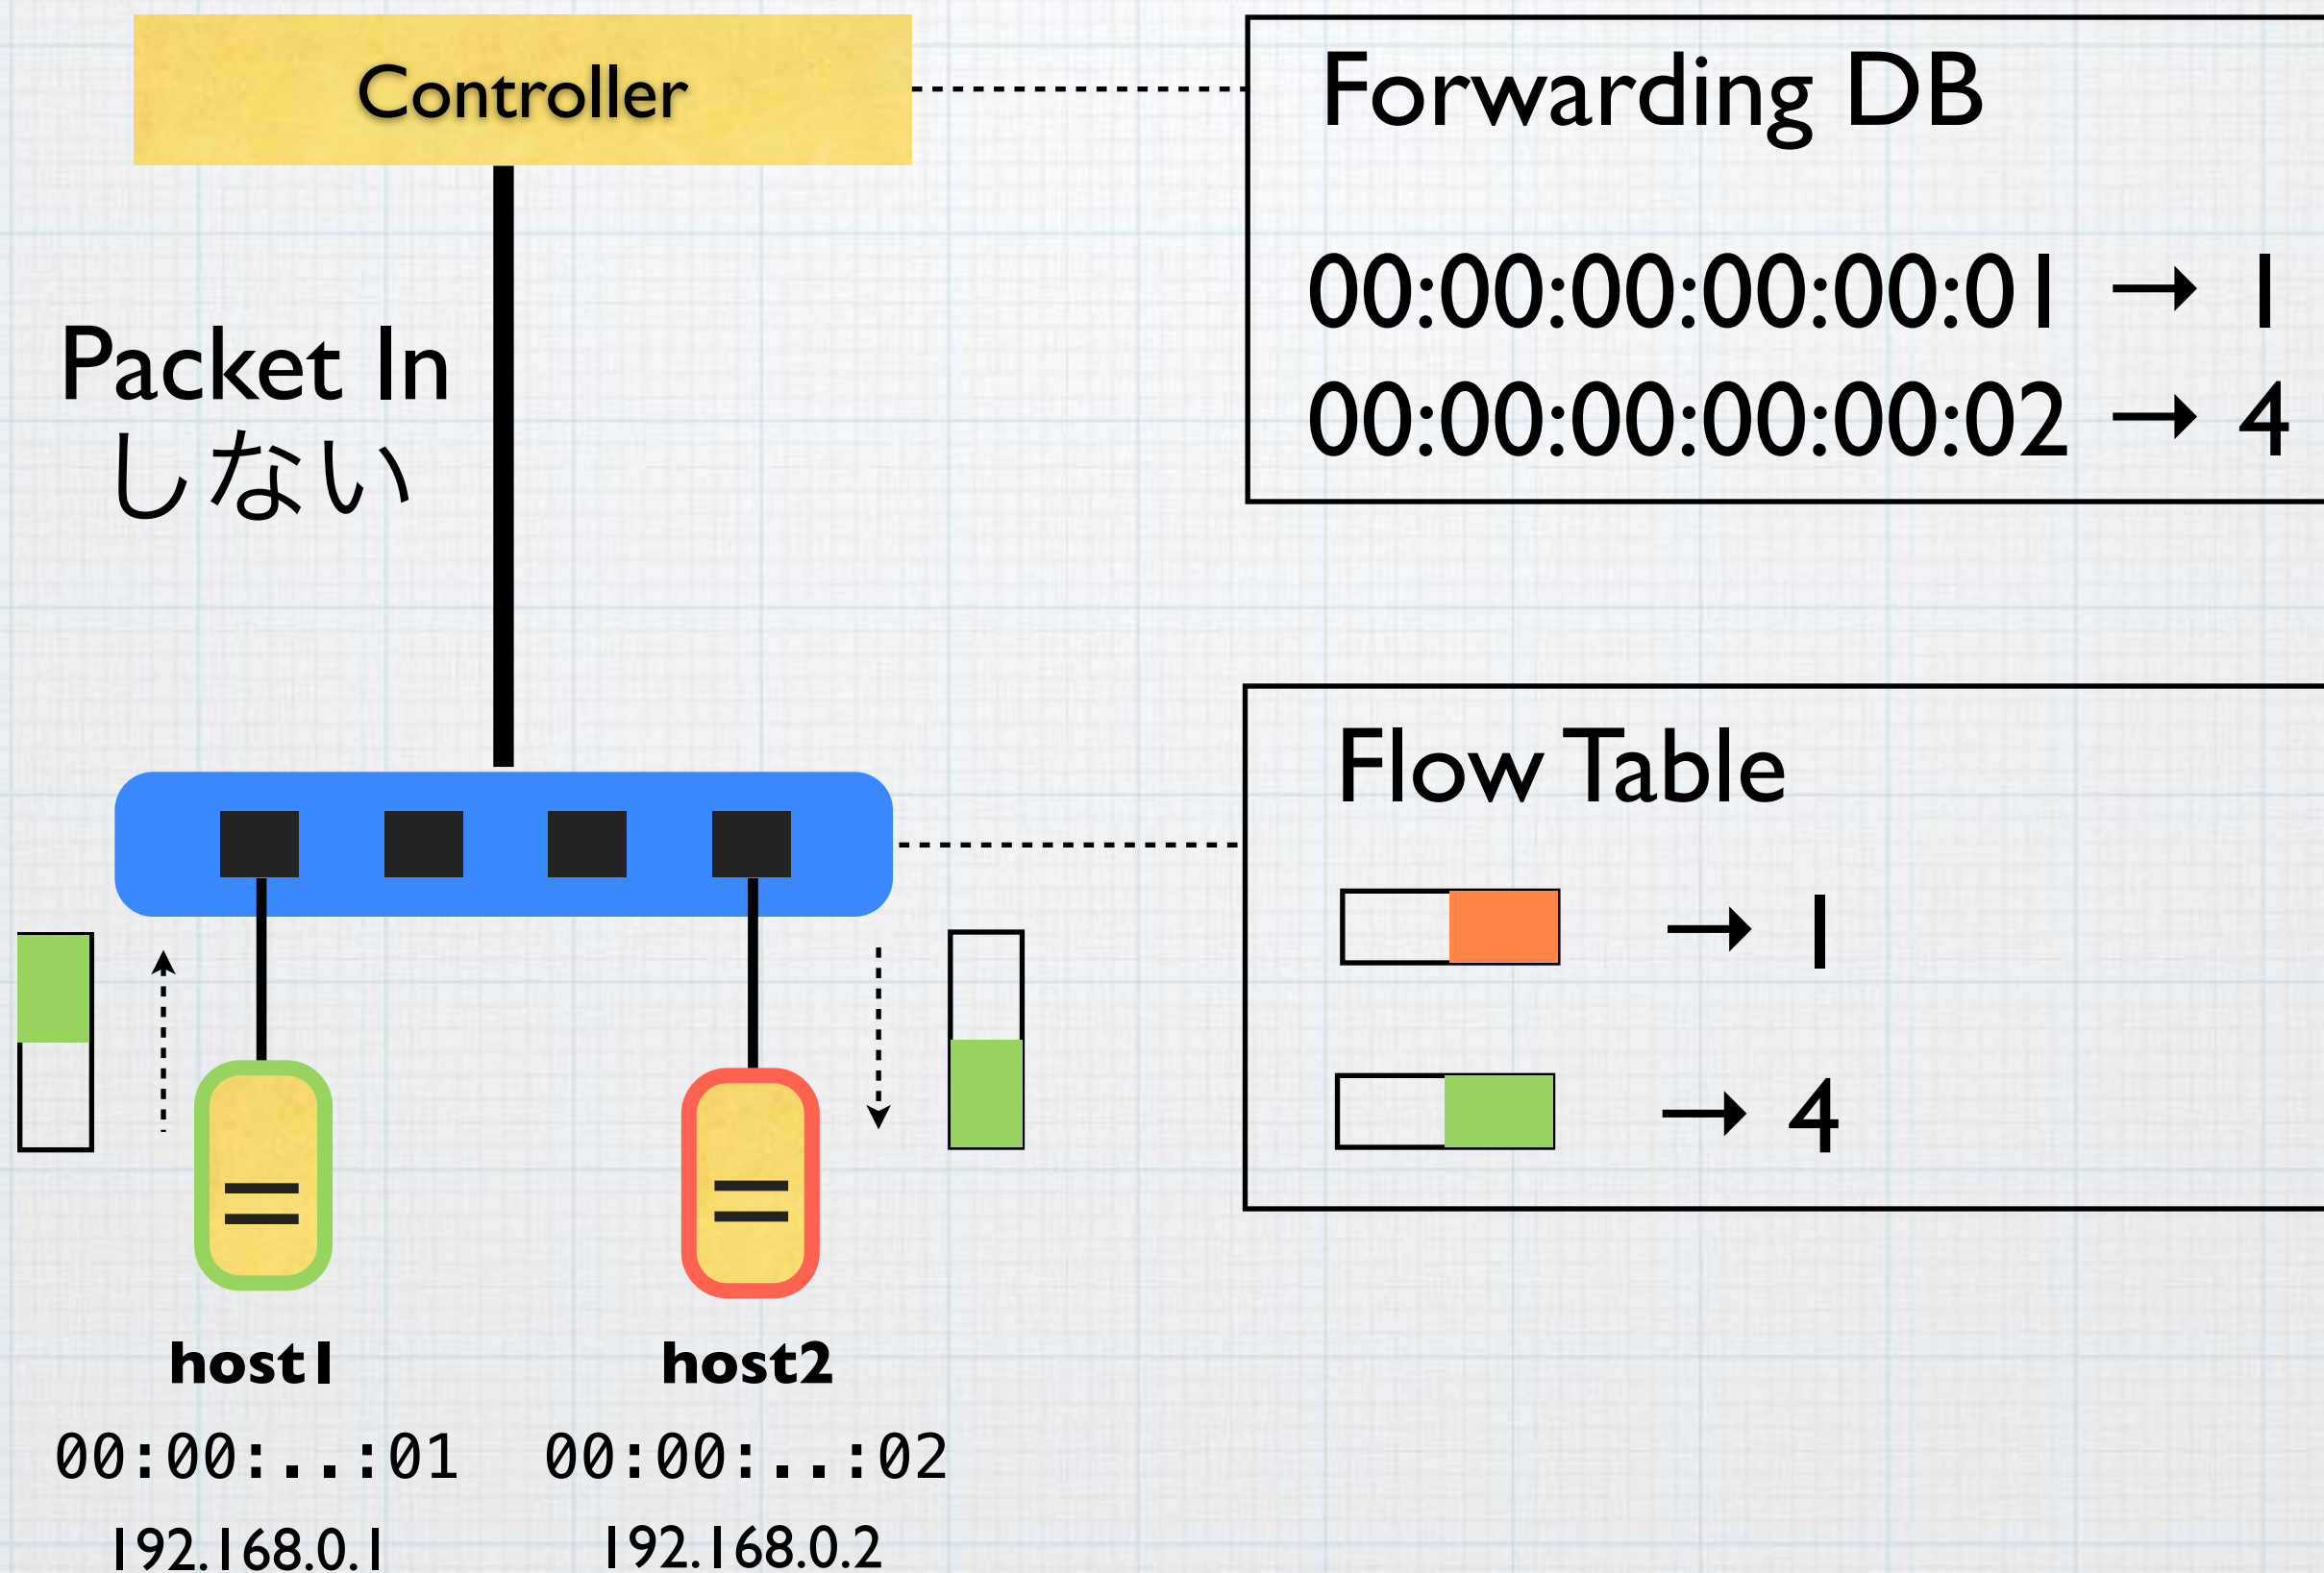 Controller
Forwarding DB
00:00:00:00:00:01 → 1
00:00:00:00:00:02 → 4
Packet In
しない
Flow Table
→ 1
→ 4
host1
host2
00:00:..:01
00:00:..:02
192.168.0.1
192.168.0.2